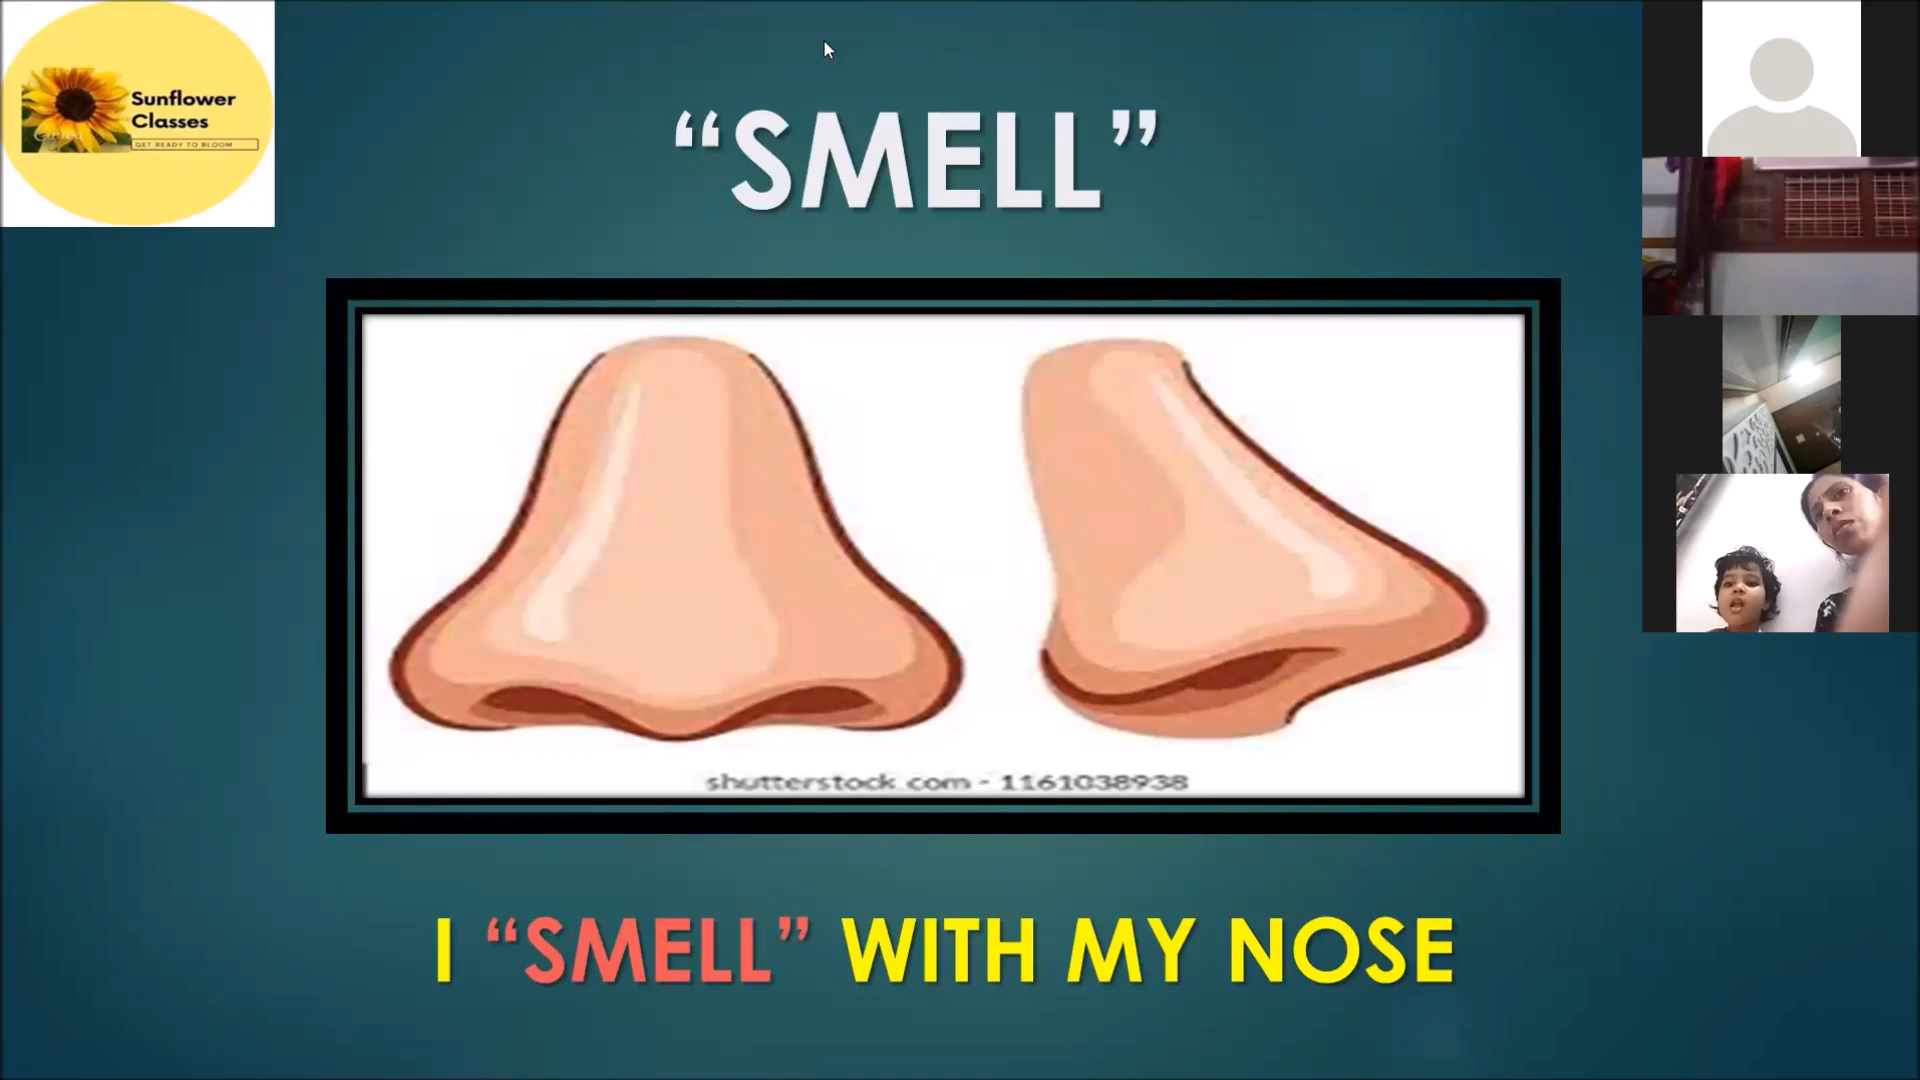 Sunflower
Classes
GET READY TO BLOOM
“SMELL”
shutterstock.com - 1161038938
I “SMELL” WITH MY NOSE